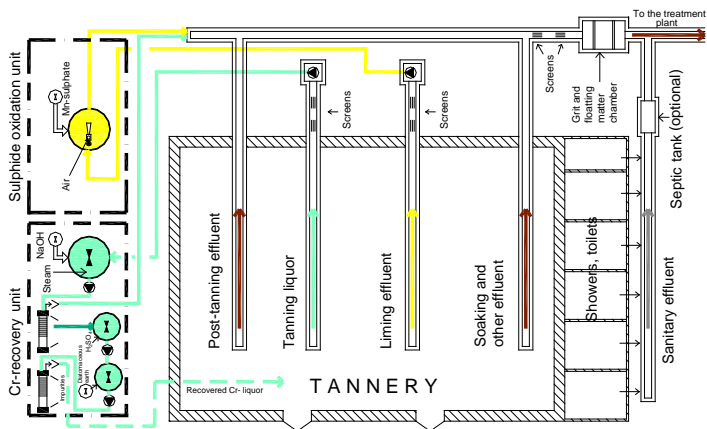 To the treatment
plant
Screens
Grit and
floatting
matter
chamber
Septic tank (optional)
Sulphide oxidation unit
Mn-sulphate
Air
Screens
Screens
Cr-recovery unit
NaOH
Steam
H₂SO₄
Diatomaceous
earth
Impurities
Post-tanning effluent
Tanning liquor
Liming effluent
Soaking and
other effluent
Showers, toilets
Sanitary effluent
Recovered Cr- liquor
TANNERY